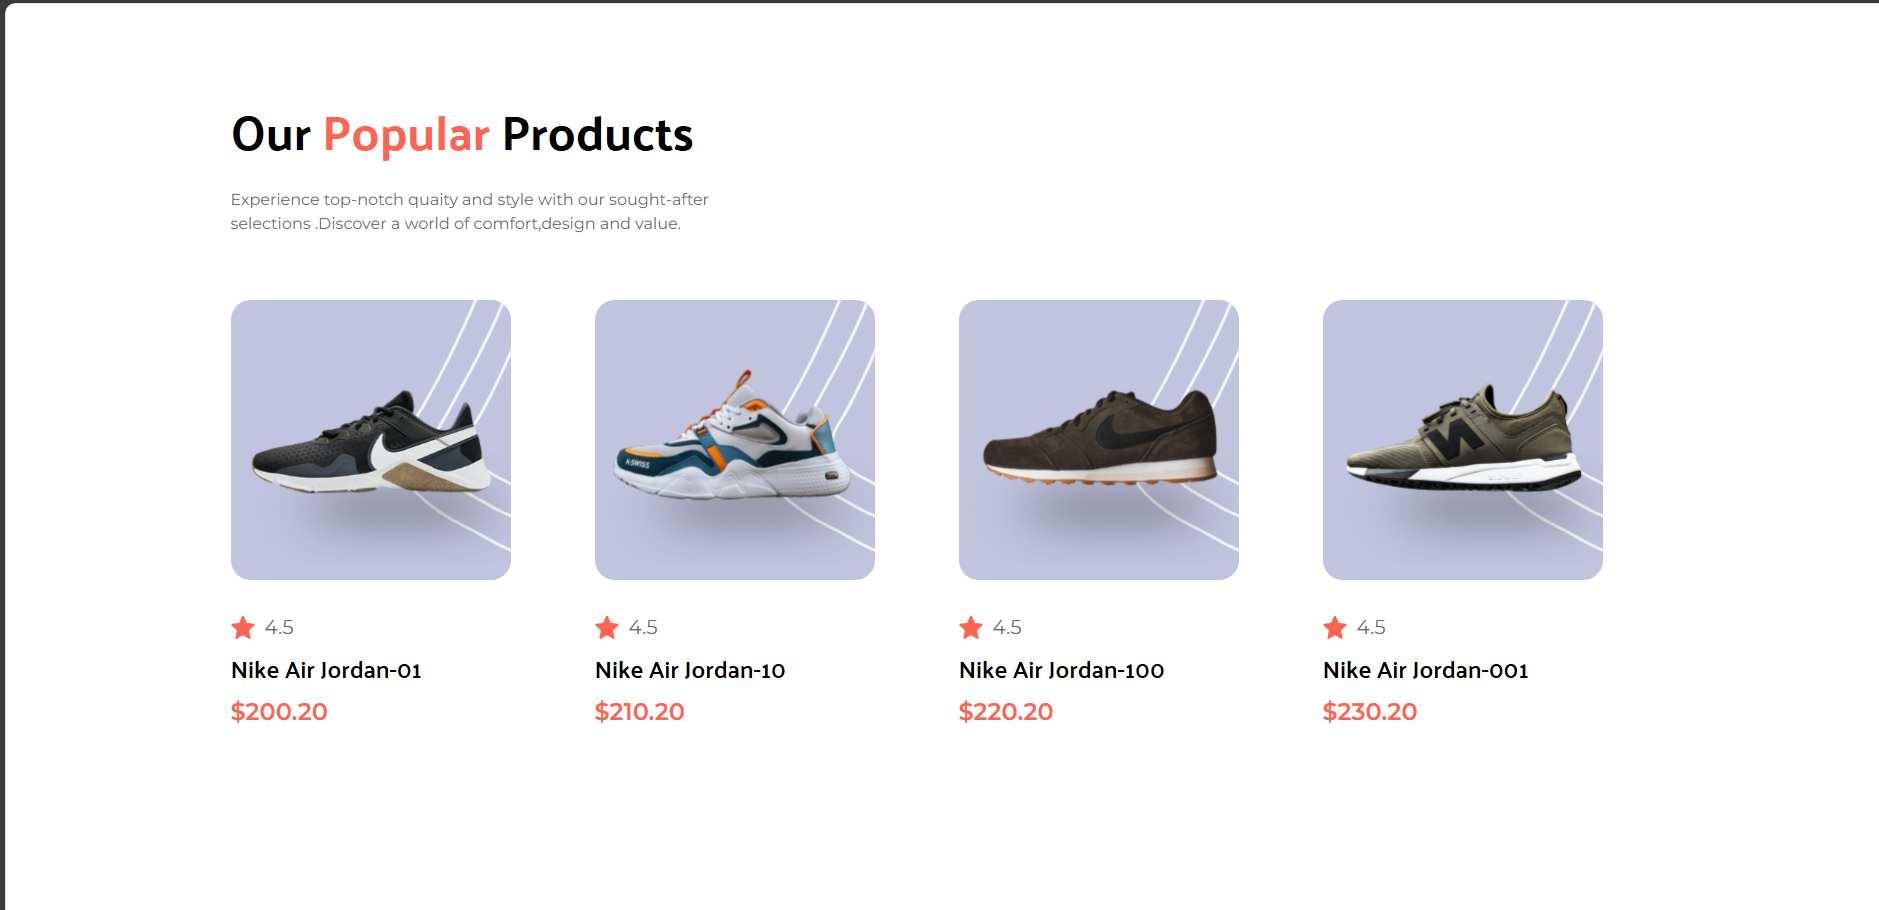 Our Popular Products
Experience top-notch quaity and style with our sought-after
selections .Discover a world of comfort,design and value.
K-SWISS
N
4.5
4.5
4.5
4.5
Nike Air Jordan-01
Nike Air Jordan-10
Nike Air Jordan-100
Nike Air Jordan-001
$200.20
$210.20
$220.20
$230.20